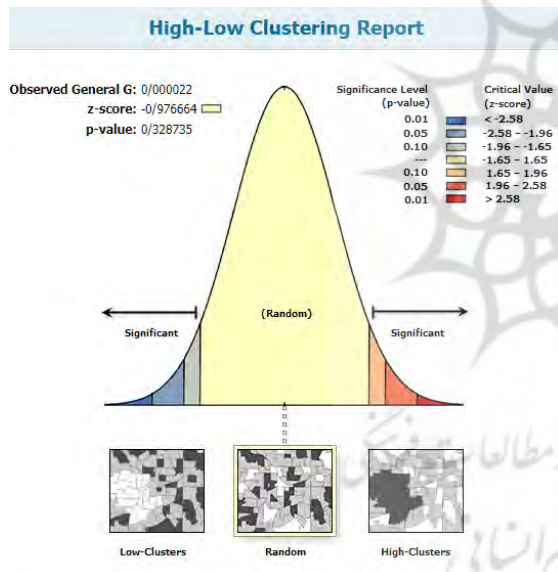 High-Low Clustering Report
Observed General G: 0/000022
z-score: -0/976664
p-value: 0/328735
Significance Level
(p-value)
Critical Value
(z-score)
0.01 < -2.58
0.05 -2.58 - -1.96
0.10 -1.96 - -1.65
--- -1.65 - 1.65
0.10 1.65 - 1.96
0.05 1.96 - 2.58
0.01 > 2.58
Significant
(Random)
Significant
مطالعات فرهنگی
Low-Clusters
Random
High-Clusters